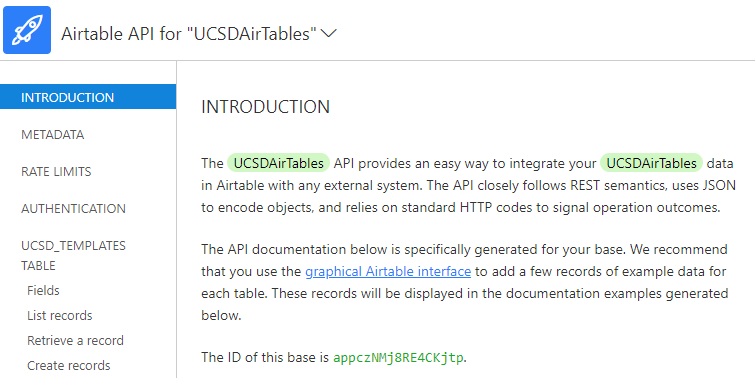 Airtable API for "UCSDAirTables"
INTRODUCTION
METADATA
RATE LIMITS
AUTHENTICATION
UCSD_TEMPLATES
TABLE
Fields
List records
Retrieve a record
Create records
INTRODUCTION
The UCSDAirTables API provides an easy way to integrate your UCSDAirTables data
in Airtable with any external system. The API closely follows REST semantics, uses JSON
to encode objects, and relies on standard HTTP codes to signal operation outcomes.
The API documentation below is specifically generated for your base. We recommend
that you use the graphical Airtable interface to add a few records of example data for
each table. These records will be displayed in the documentation examples generated
below.
The ID of this base is appczNMj8RE4CKjtp.